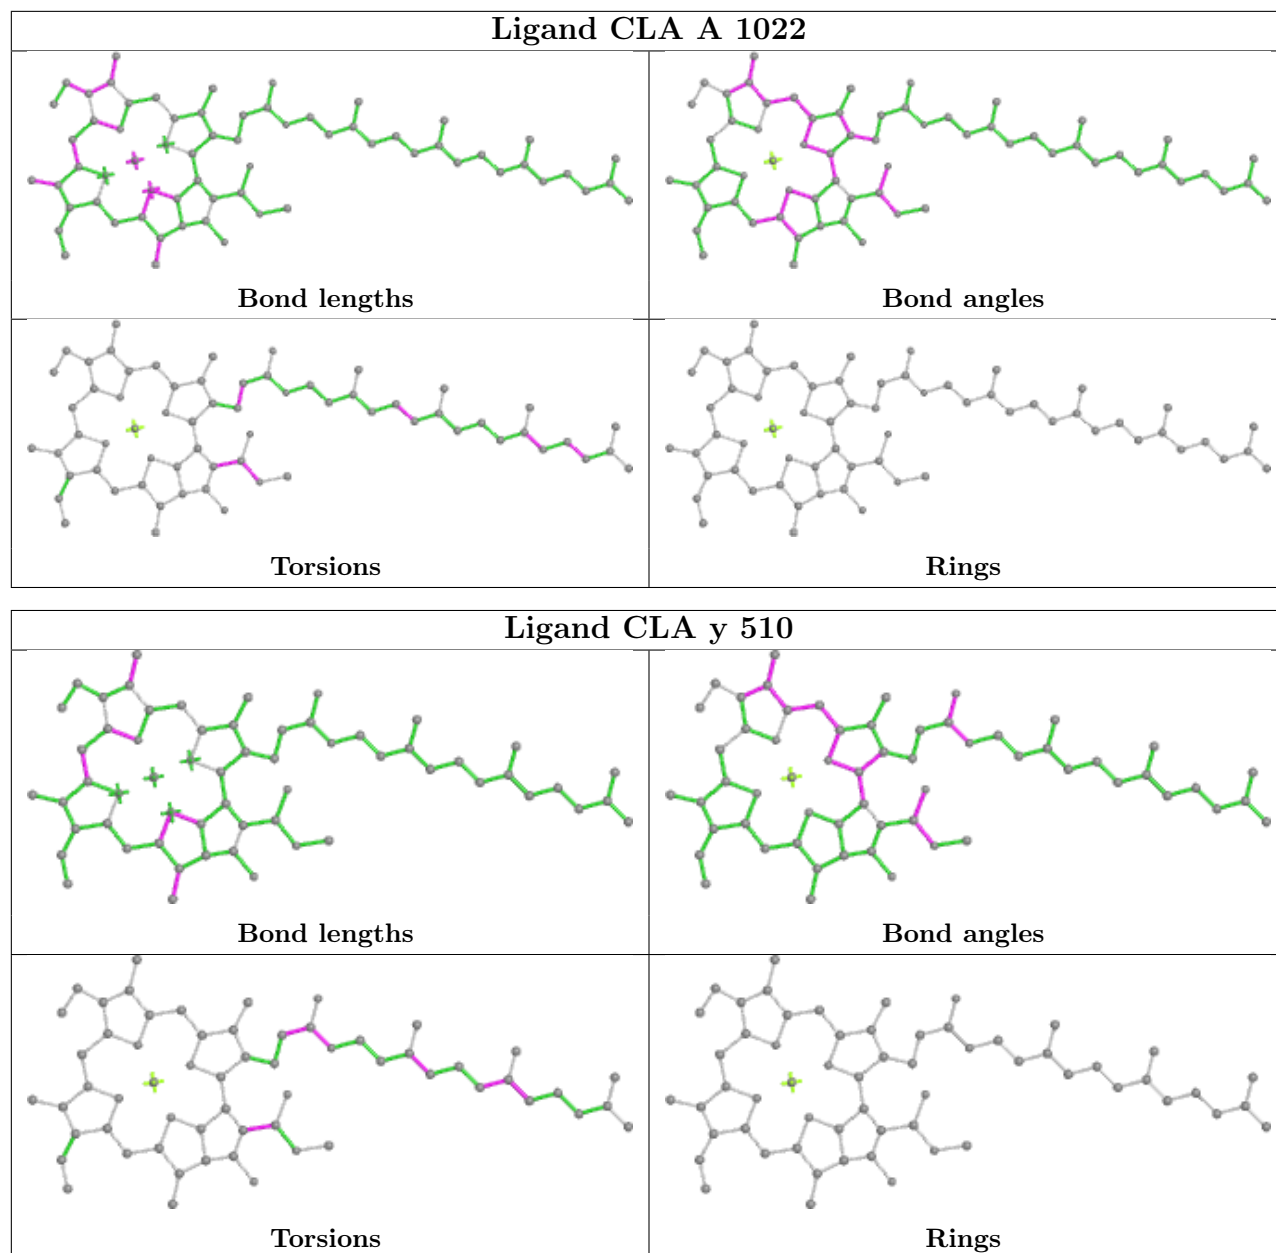 Ligand CLA A 1022
Bond lengths
Bond angles
Torsions
Rings
Ligand CLA y 510
Bond lengths
Bond angles
Torsions
Rings